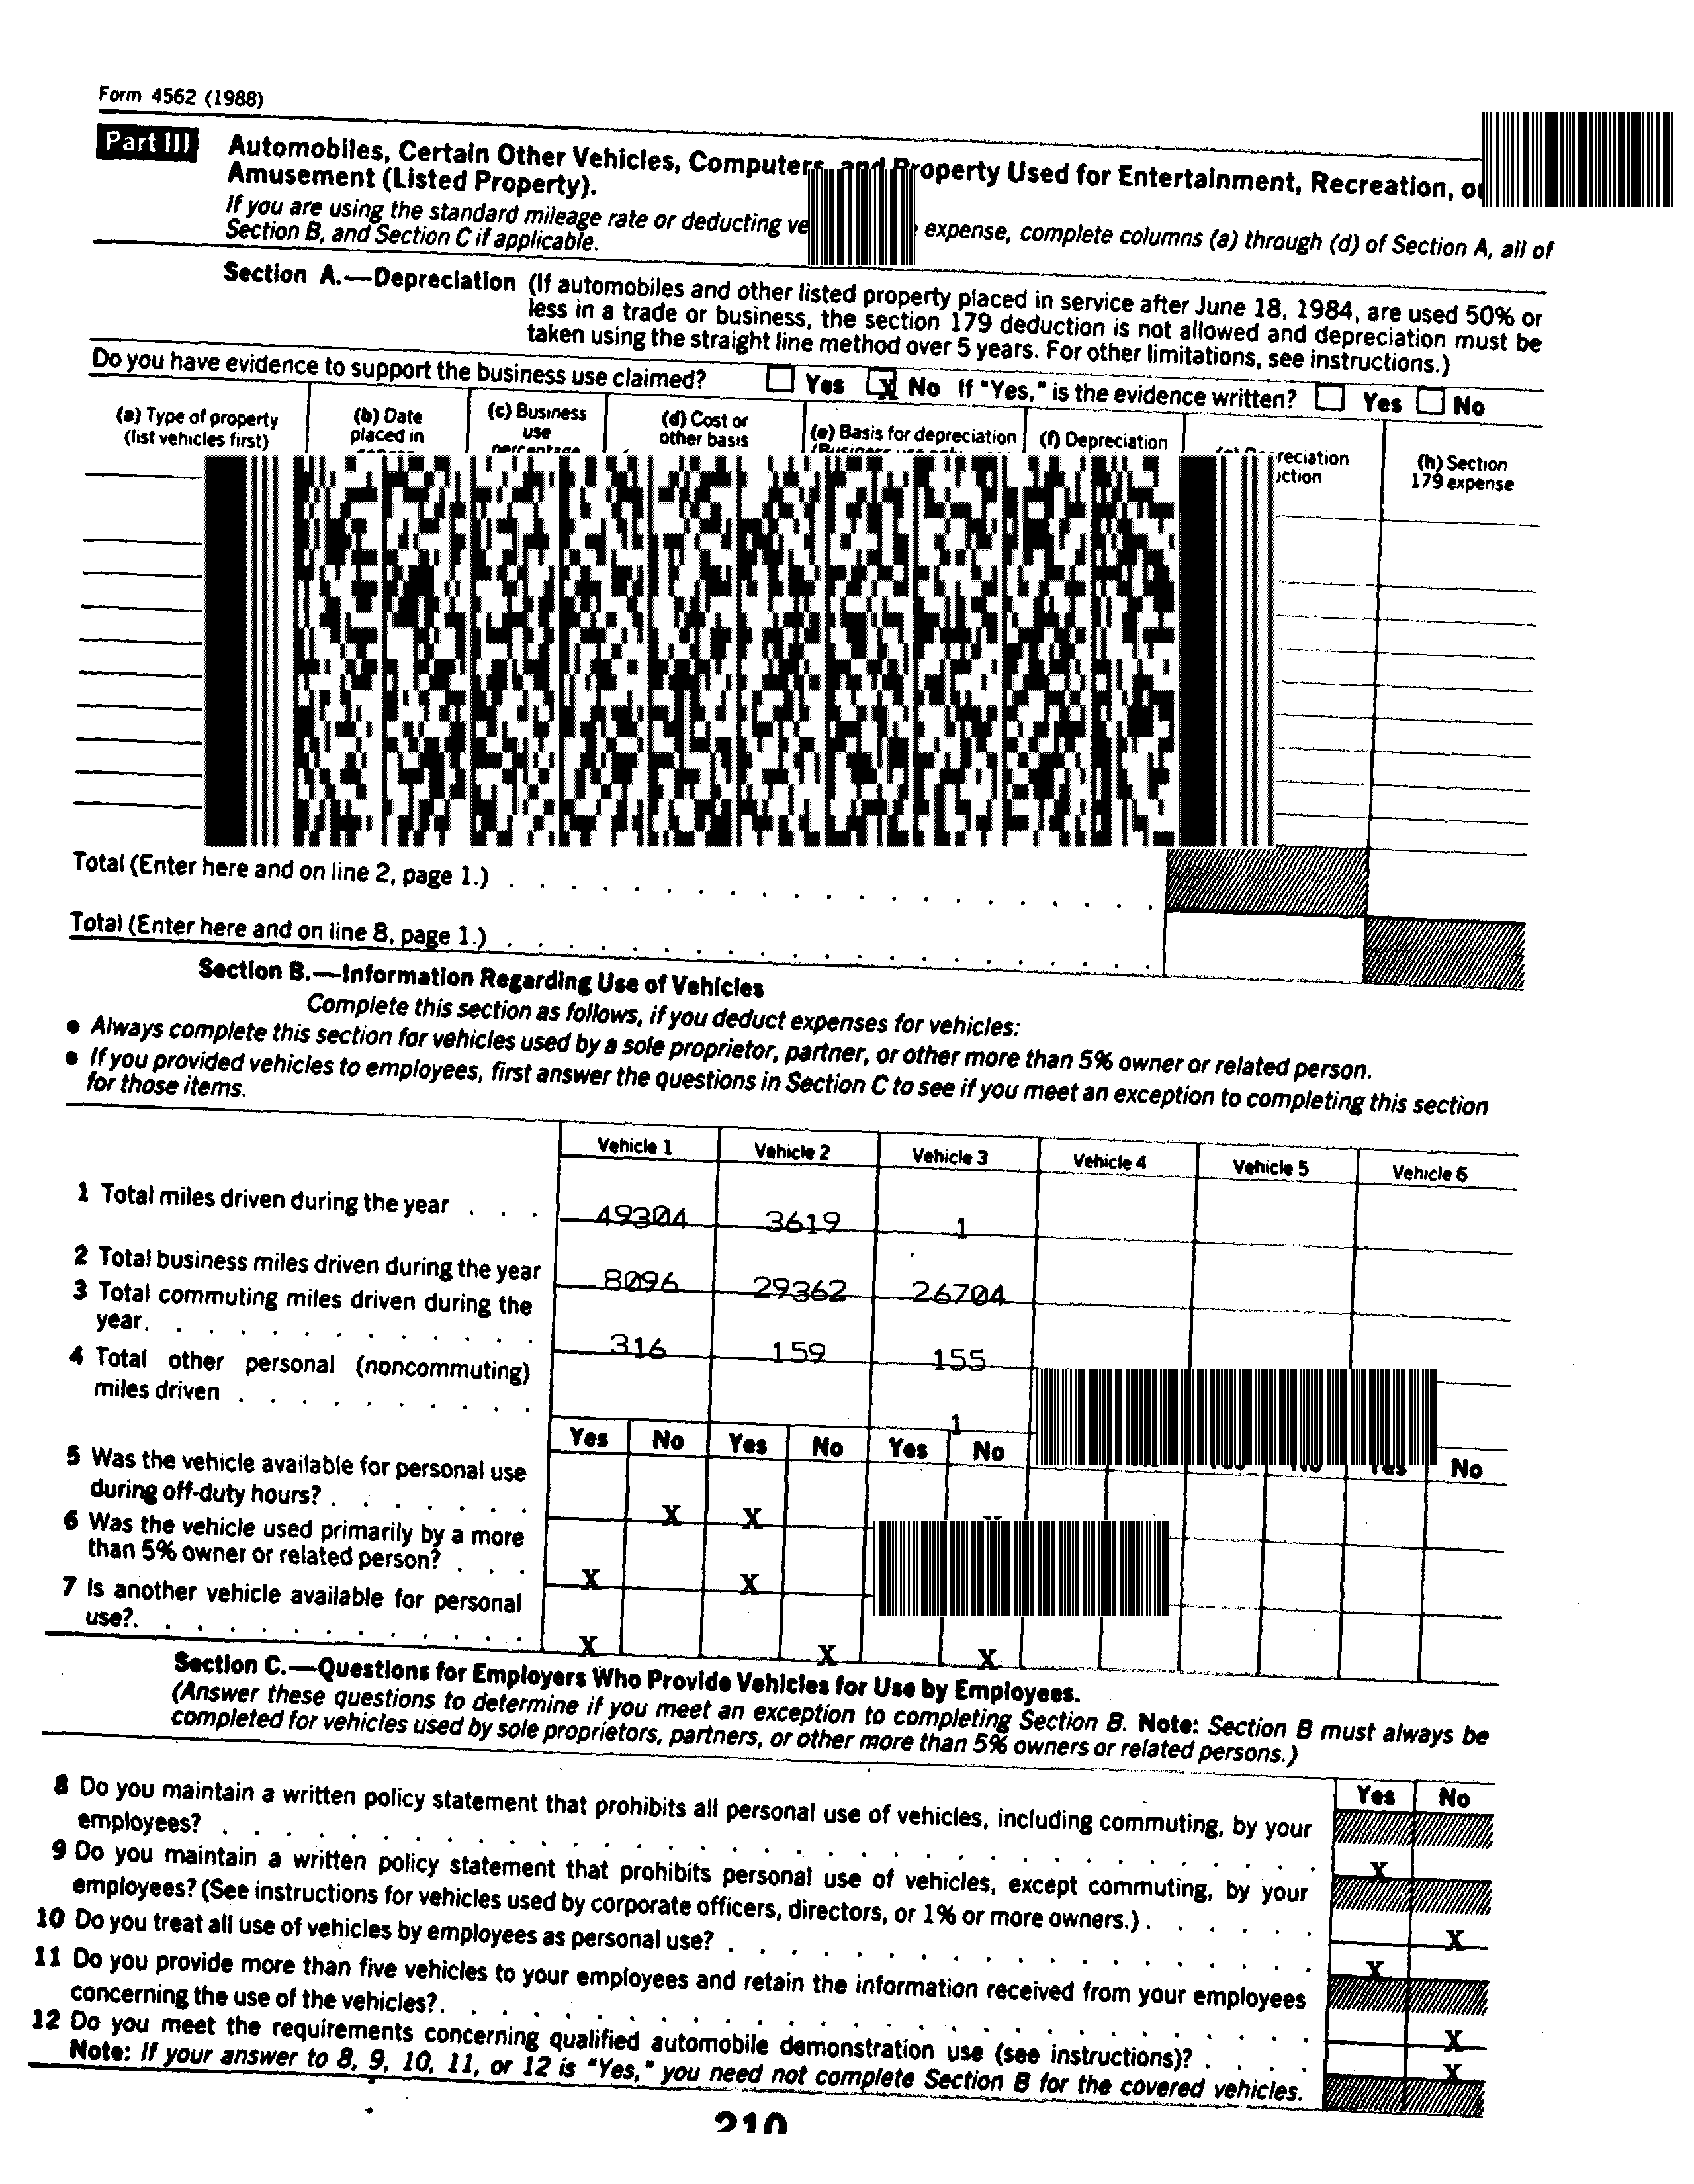 Form 4562 (1988)
Part III Automobiles, Certain Other Vehicles, Computers, and Property Used for Entertainment, Recreation, or
Amusement (Listed Property).
If you are using the standard mileage rate or deducting expense, complete columns (a) through (d) of Section A, all of
Section B, and Section C if applicable.
Section A.—Depreciation (If automobiles and other listed property placed in service after June 18, 1984, are used 50% or
less in a trade or business, the section 179 deduction is not allowed and depreciation must be
taken using the straight line method over 5 years. For other limitations, see instructions.)
Do you have evidence to support the business use claimed? Yes X No If "Yes," is the evidence written? Yes No
(a) Type of property (b) Date (c) Business (d) Cost or (e) Basis for depreciation (f) Depreciation (h) Section
(list vehicles first) placed in use other basis 179 expense
percentage
Total (Enter here and on line 2, page 1.)
Total (Enter here and on line 8, page 1.)
Section B.—Information Regarding Use of Vehicles
Complete this section as follows, if you deduct expenses for vehicles:
● Always complete this section for vehicles used by a sole proprietor, partner, or other more than 5% owner or related person.
● If you provided vehicles to employees, first answer the questions in Section C to see if you meet an exception to completing this section
for those items.
Vehicle 1 Vehicle 2 Vehicle 3 Vehicle 4 Vehicle 5 Vehicle 6
1 Total miles driven during the year . . . 49304 3619 1
2 Total business miles driven during the year 8096 29362 26704
3 Total commuting miles driven during the
year. . . . . . . . . . . . . 316 159 155
4 Total other personal (noncommuting)
miles driven . . . . . . . . . . 1
Yes No Yes No Yes No Yes No
5 Was the vehicle available for personal use
during off-duty hours? . . . . . . . X X
6 Was the vehicle used primarily by a more
than 5% owner or related person? . . . X X
7 Is another vehicle available for personal
use?. . . . . . . . . . . . . X X X
Section C.—Questions for Employers Who Provide Vehicles for Use by Employees.
(Answer these questions to determine if you meet an exception to completing Section B. Note: Section B must always be
completed for vehicles used by sole proprietors, partners, or other more than 5% owners or related persons.)
Yes No
8 Do you maintain a written policy statement that prohibits all personal use of vehicles, including commuting, by your
employees? X
9 Do you maintain a written policy statement that prohibits personal use of vehicles, except commuting, by your
employees? (See instructions for vehicles used by corporate officers, directors, or 1% or more owners.) . . . . . . X
10 Do you treat all use of vehicles by employees as personal use? X
11 Do you provide more than five vehicles to your employees and retain the information received from your employees
concerning the use of the vehicles?. X
12 Do you meet the requirements concerning qualified automobile demonstration use (see instructions)? . . . . X
Note: If your answer to 8, 9, 10, 11, or 12 is "Yes," you need not complete Section B for the covered vehicles.
210